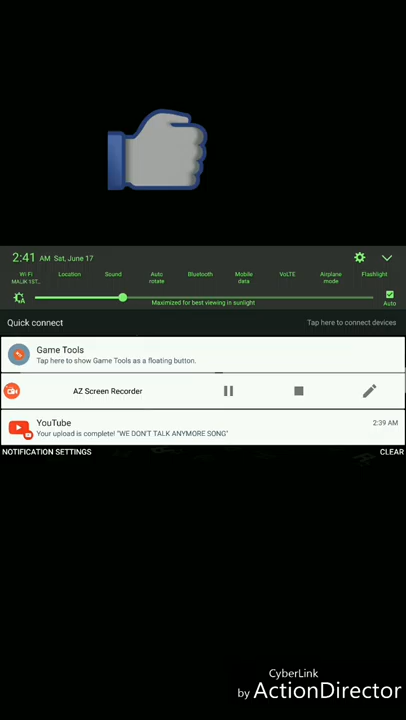 2:41 AM Sat, June 17
Wi Fi Location Sound Auto rotate Bluetooth Mobile data VoLTE Airplane mode Flashlight
MALIK 1ST...
Maximized for best viewing in sunlight
Auto
Quick connect Tap here to connect devices
Game Tools
Tap here to show Game Tools as a floating button.
AZ Screen Recorder
YouTube 2:39 AM
Your upload is complete! "WE DON'T TALK ANYMORE SONG"
NOTIFICATION SETTINGS CLEAR
CyberLink
by ActionDirector